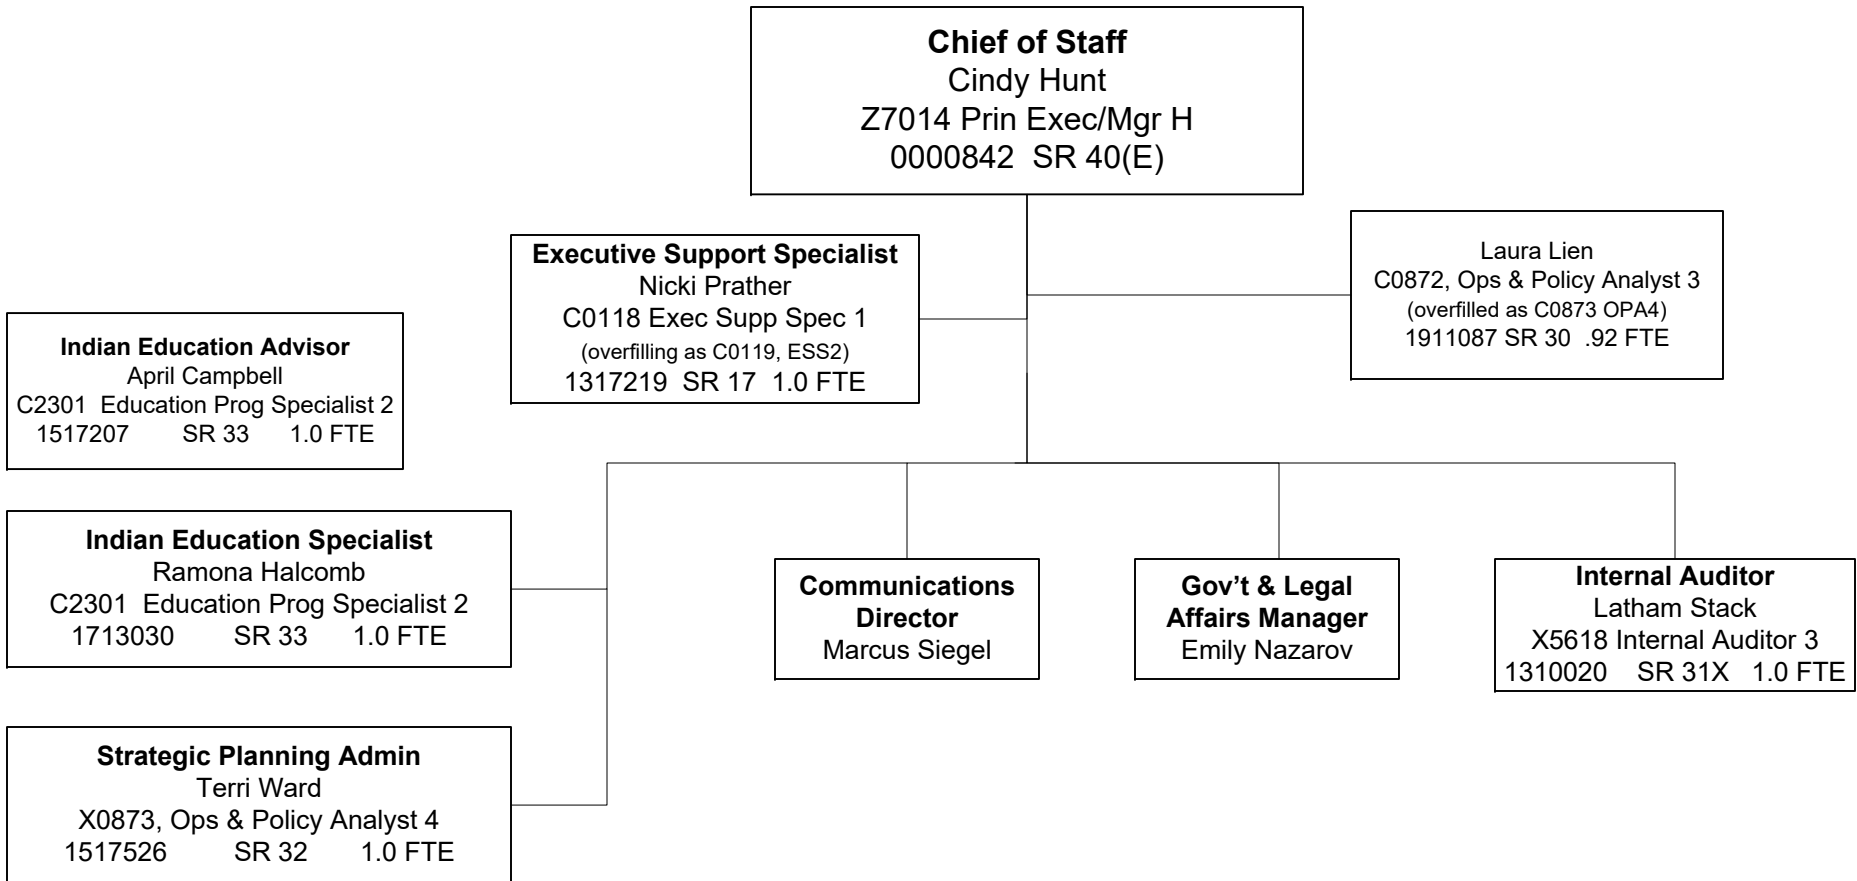 Chief of Staff
Cindy Hunt
Z7014 Prin Exec/Mgr H
0000842 SR 40(E)
Executive Support Specialist
Nicki Prather
C0118 Exec Supp Spec 1
(overfilling as C0119, ESS2)
1317219 SR 17 1.0 FTE
Laura Lien
C0872, Ops & Policy Analyst 3
(overfilled as C0873 OPA4)
1911087 SR 30 .92 FTE
Indian Education Advisor
April Campbell
C2301 Education Prog Specialist 2
1517207 SR 33 1.0 FTE
Indian Education Specialist
Ramona Halcomb
C2301 Education Prog Specialist 2
1713030 SR 33 1.0 FTE
Communications
Director
Marcus Siegel
Gov’t & Legal
Affairs Manager
Emily Nazarov
Internal Auditor
Latham Stack
X5618 Internal Auditor 3
1310020 SR 31X 1.0 FTE
Strategic Planning Admin
Terri Ward
X0873, Ops & Policy Analyst 4
1517526 SR 32 1.0 FTE